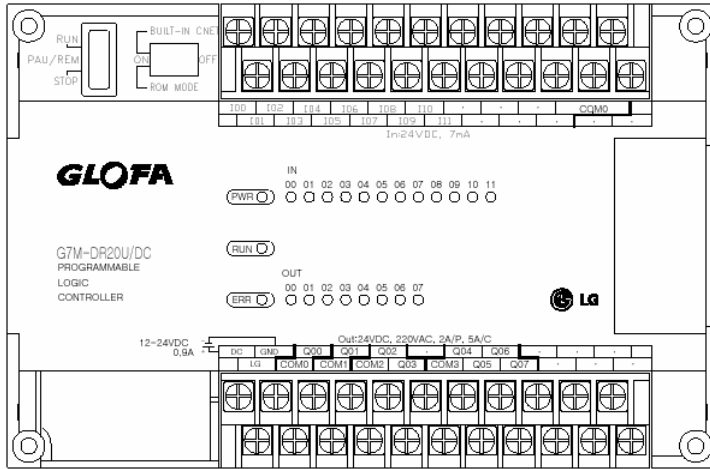 RUN
PAU/REM
STOP
BUILT-IN CNET
ON OFF
ROM MODE
I00 I02 I04 I06 I08 I10 . . . COM0
I01 I03 I05 I07 I09 I11 . . . . .
In:24VDC, 7mA
GLOFA
IN
00 01 02 03 04 05 06 07 08 09 10 11
PWR
G7M-DR20U/DC
PROGRAMMABLE
LOGIC
CONTROLLER
RUN
OUT
00 01 02 03 04 05 06 07
ERR
LG
12-24VDC
0,9A
Out:24VDC, 220VAC, 2A/P, 5A/C
DC GND Q00 Q01 Q02 . Q04 Q06 . . .
LG COM0 COM1 COM2 Q03 COM3 Q05 Q07 . . .